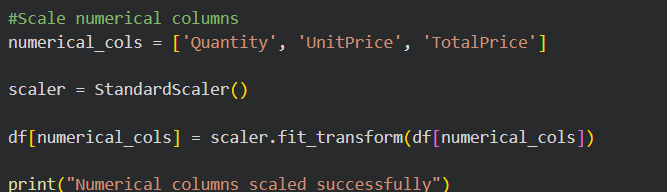 #Scale numerical columns
numerical_cols = ['Quantity', 'UnitPrice', 'TotalPrice']
scaler = StandardScaler()
df[numerical_cols] = scaler.fit_transform(df[numerical_cols])
print("Numerical columns scaled successfully")